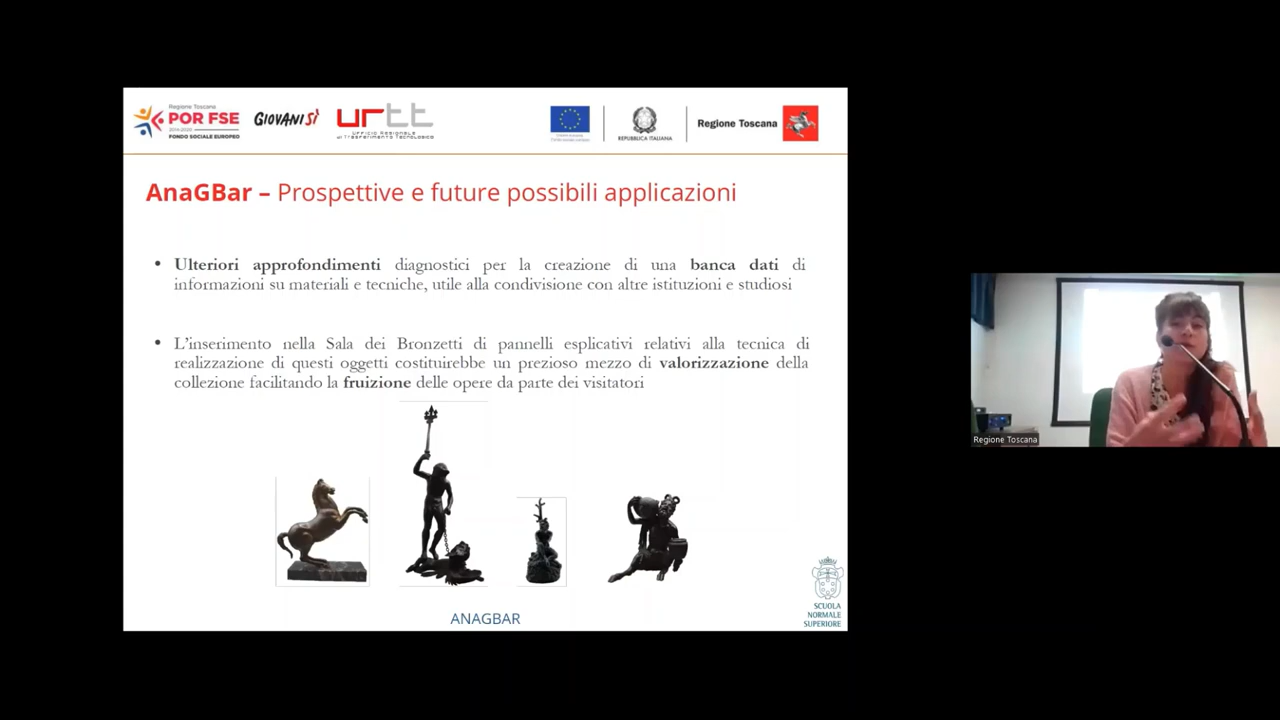 Regione Toscana
POR FSE
2014-2020
FONDO SOCIALE EUROPEO
GIOVANISÌ
urtt
Ufficio Regionale
di Trasferimento Tecnologico
REPUBBLICA ITALIANA
Regione Toscana
AnaGBar – Prospettive e future possibili applicazioni
• Ulteriori approfondimenti diagnostici per la creazione di una banca dati di
informazioni su materiali e tecniche, utile alla condivisione con altre istituzioni e studiosi
• L’inserimento nella Sala dei Bronzetti di pannelli esplicativi relativi alla tecnica di
realizzazione di questi oggetti costituirebbe un prezioso mezzo di valorizzazione della
collezione facilitando la fruizione delle opere da parte dei visitatori
ANAGBAR
SCUOLA
NORMALE
SUPERIORE
Regione Toscana